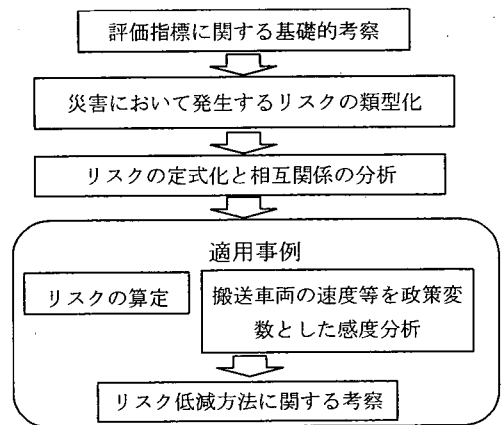 評価指標に関する基礎的考察
災害において発生するリスクの類型化
リスクの定式化と相互関係の分析
適用事例
リスクの算定
搬送車両の速度等を政策変
数とした感度分析
リスク低減方法に関する考察